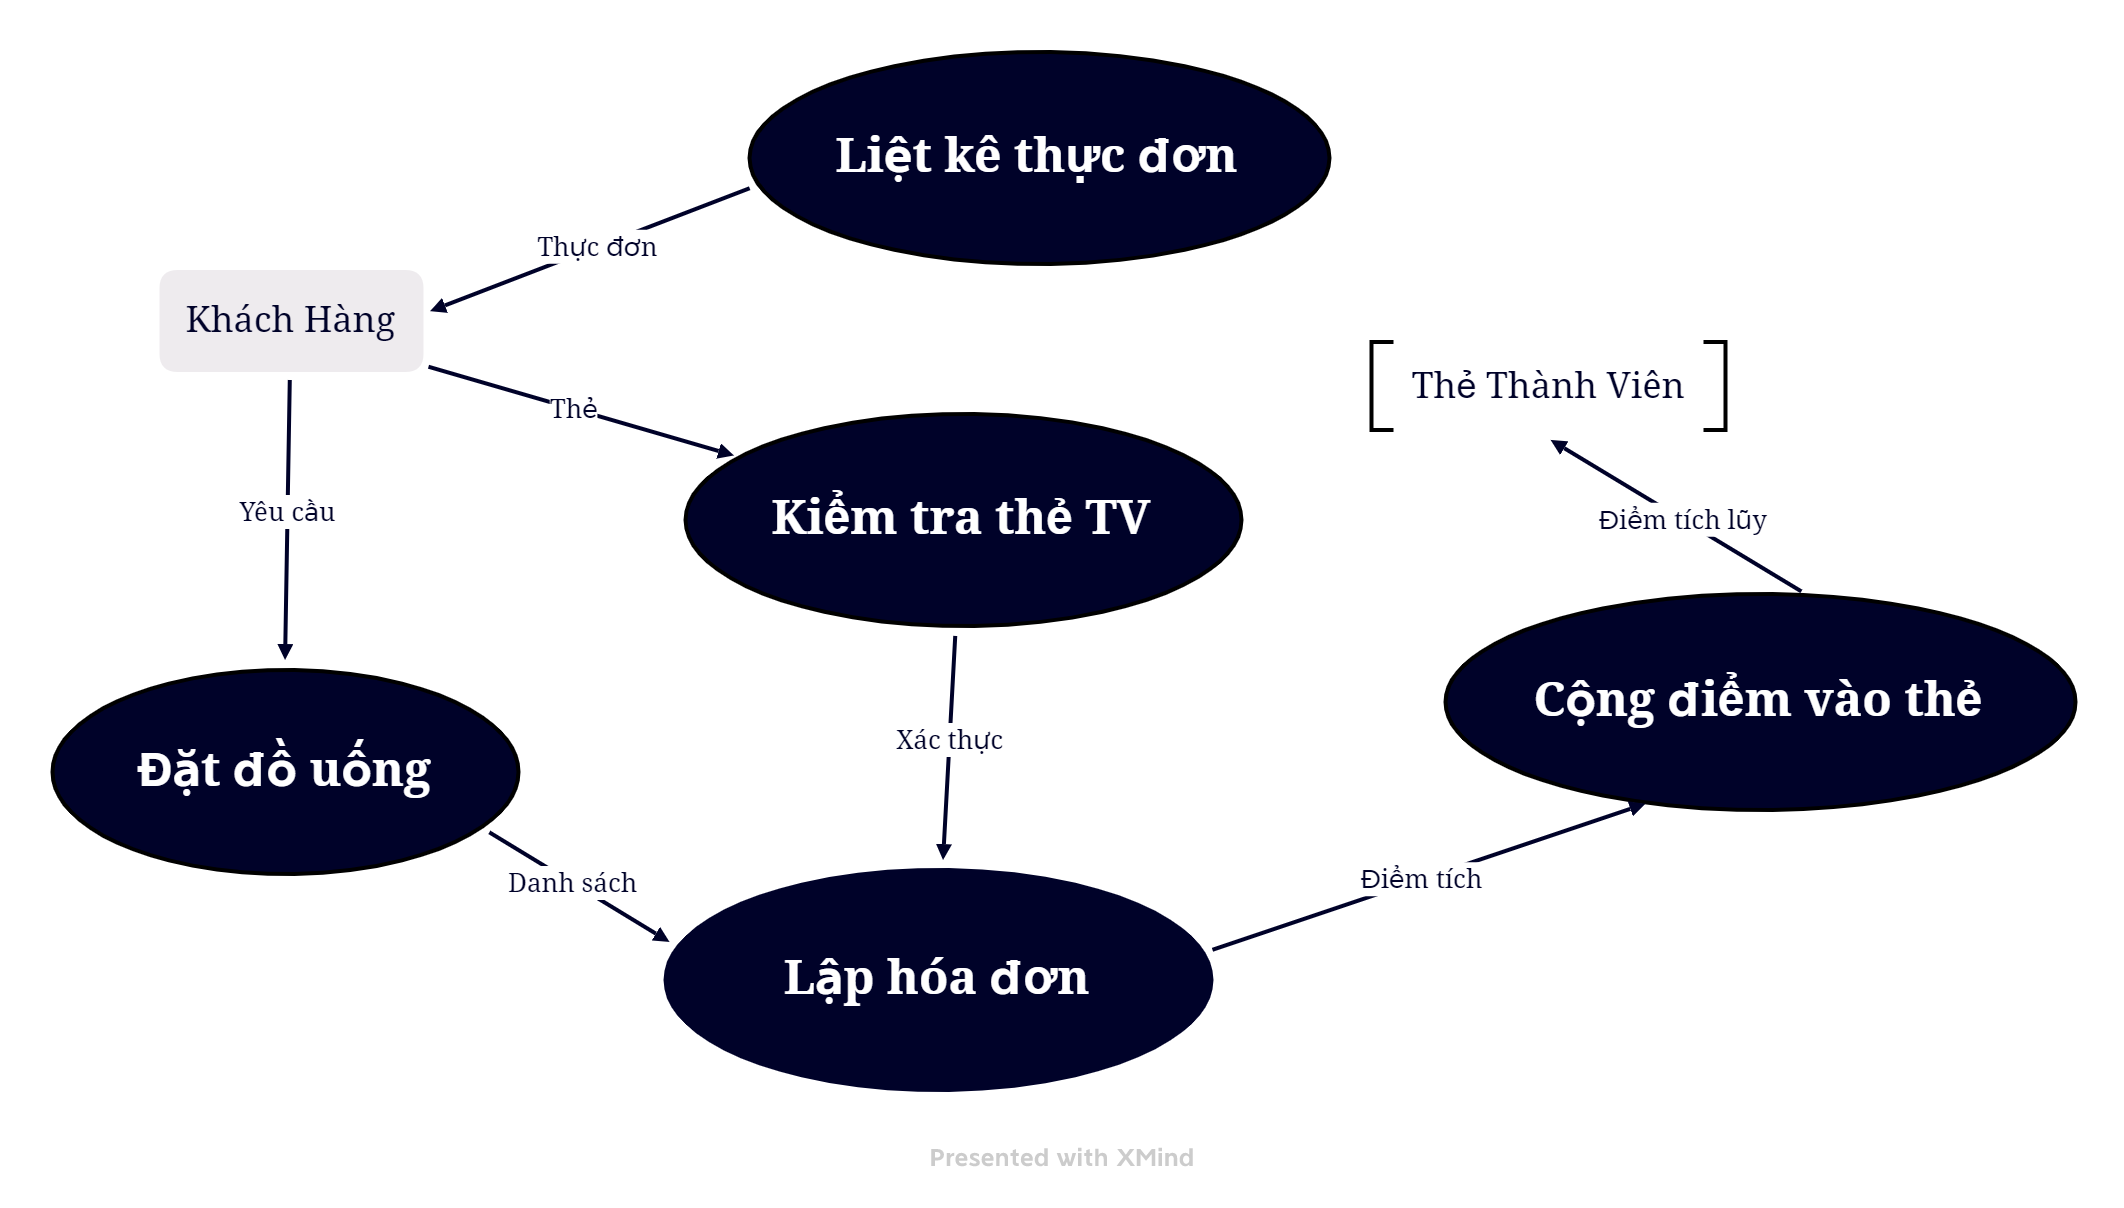 Liệt kê thực đơn
Thực đơn
Khách Hàng
Thẻ Thành Viên
Thẻ
Yêu cầu
Kiểm tra thẻ TV
Điểm tích lũy
Cộng điểm vào thẻ
Xác thực
Đặt đồ uống
Danh sách
Điểm tích
Lập hóa đơn
Presented with XMind